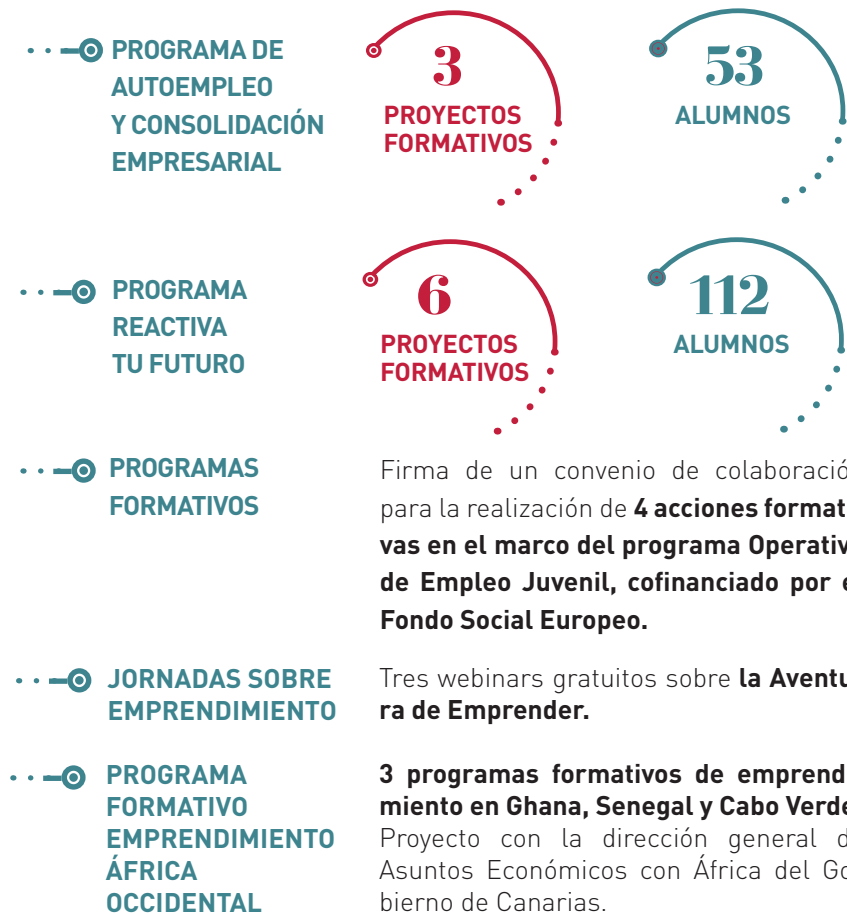 PROGRAMA DE
AUTOEMPLEO
Y CONSOLIDACIÓN
EMPRESARIAL
3
PROYECTOS
FORMATIVOS
53
ALUMNOS
PROGRAMA
REACTIVA
TU FUTURO
6
PROYECTOS
FORMATIVOS
112
ALUMNOS
PROGRAMAS
FORMATIVOS
Firma de un convenio de colaboració
para la realización de 4 acciones format
vas en el marco del programa Operativ
de Empleo Juvenil, cofinanciado por e
Fondo Social Europeo.
JORNADAS SOBRE
EMPRENDIMIENTO
Tres webinars gratuitos sobre la Aventu
ra de Emprender.
PROGRAMA
FORMATIVO
EMPRENDIMIENTO
ÁFRICA
OCCIDENTAL
3 programas formativos de emprend
miento en Ghana, Senegal y Cabo Verde
Proyecto con la dirección general d
Asuntos Económicos con África del Go
bierno de Canarias.